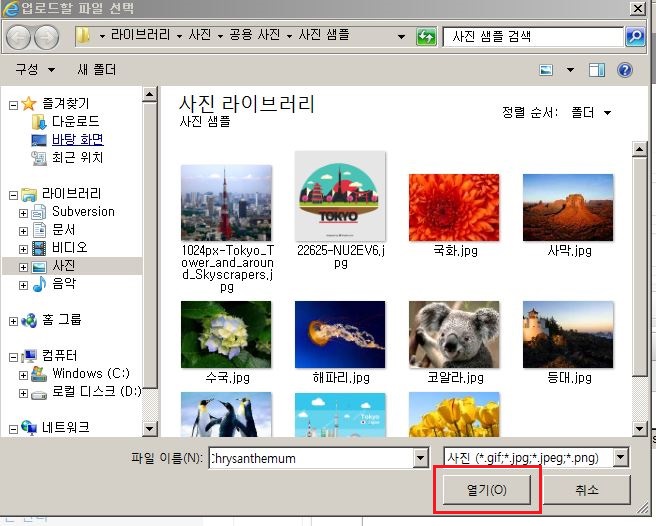 업로드할 파일 선택
라이브러리 사진 공용 사진 사진 샘플
사진 샘플 검색
구성 새 폴더
즐겨찾기
다운로드
바탕 화면
최근 위치
라이브러리
Subversion
문서
비디오
사진
음악
홈 그룹
컴퓨터
Windows (C:)
로컬 디스크 (D:)
네트워크
사진 라이브러리
사진 샘플
정렬 순서: 폴더
TOKYO
1024px-Tokyo_T
ower_and_aroun
d_Skyscrapers.j
pg
22625-NU2EV6.j
pg
국화.jpg
사막.jpg
수국.jpg
해파리.jpg
코알라.jpg
등대.jpg
Tokyo
파일 이름(N): Chrysanthemum
사진 (*.gif;*.jpg;*.jpeg;*.png)
열기(O)
취소